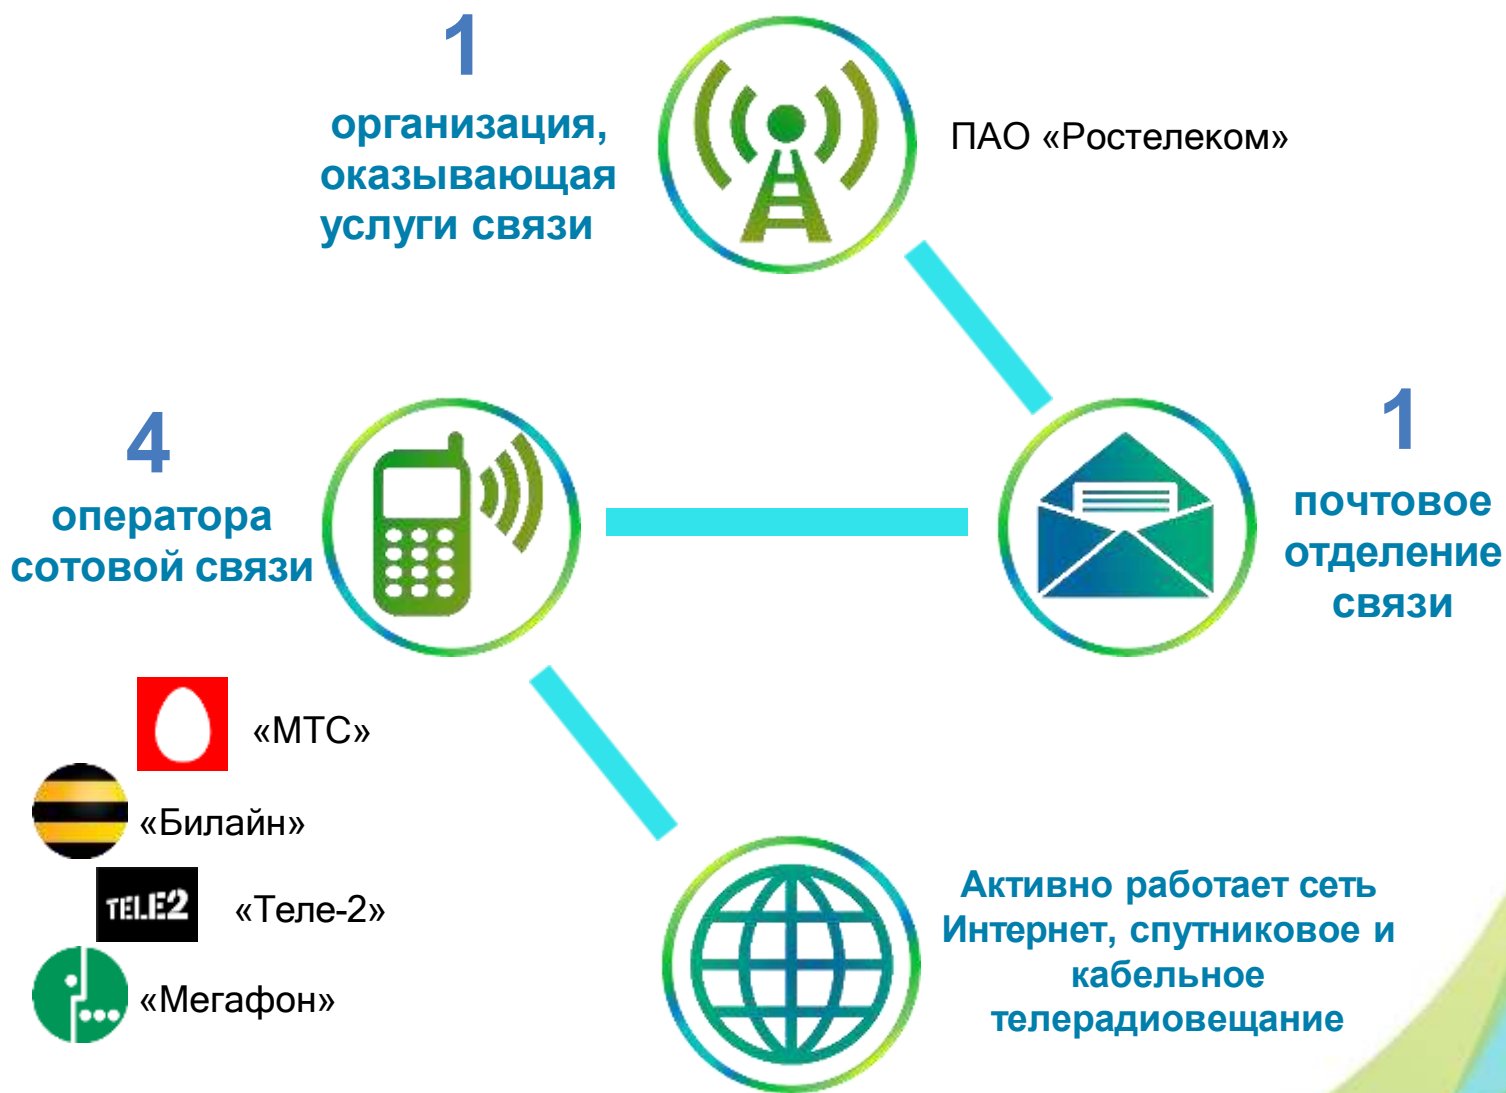 1
организация,
оказывающая
услуги связи
ПАО «Ростелеком»
4
оператора
сотовой связи
1
почтовое
отделение
связи
«МТС»
«Билайн»
TELE2
«Теле-2»
«Мегафон»
Активно работает сеть
Интернет, спутниковое и
кабельное
телерадиовещание